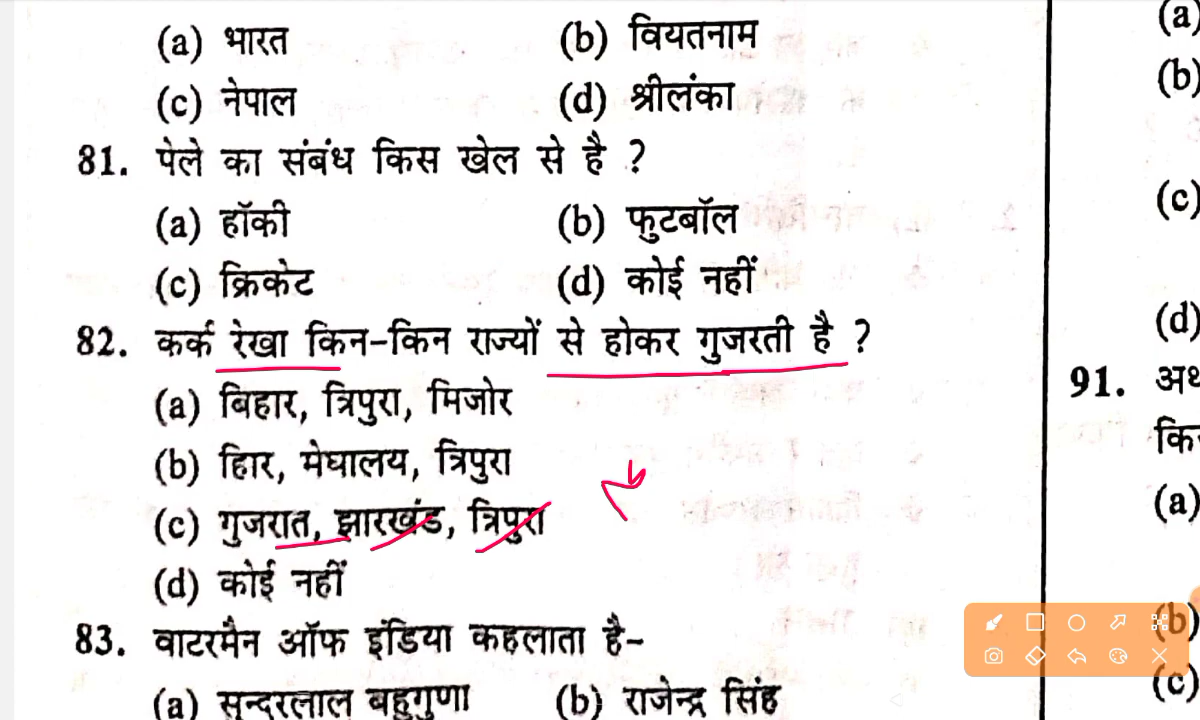 (a) भारत (b) वियतनाम
(c) नेपाल (d) श्रीलंका
81. पेले का संबंध किस खेल से है ?
(a) हॉकी (b) फुटबॉल
(c) क्रिकेट (d) कोई नहीं
82. कर्क रेखा किन-किन राज्यों से होकर गुजरती है ?
(a) बिहार, त्रिपुरा, मिजोर
(b) हिार, मेघालय, त्रिपुरा
(c) गुजरात, झारखंड, त्रिपुरा
(d) कोई नहीं
83. वाटरमैन ऑफ इंडिया कहलाता है-
(a) सुन्दरलाल बहुगुणा (b) राजेन्द्र सिंह
(a)
(b)
(c)
(d)
91.
(a)
(b)
(c)